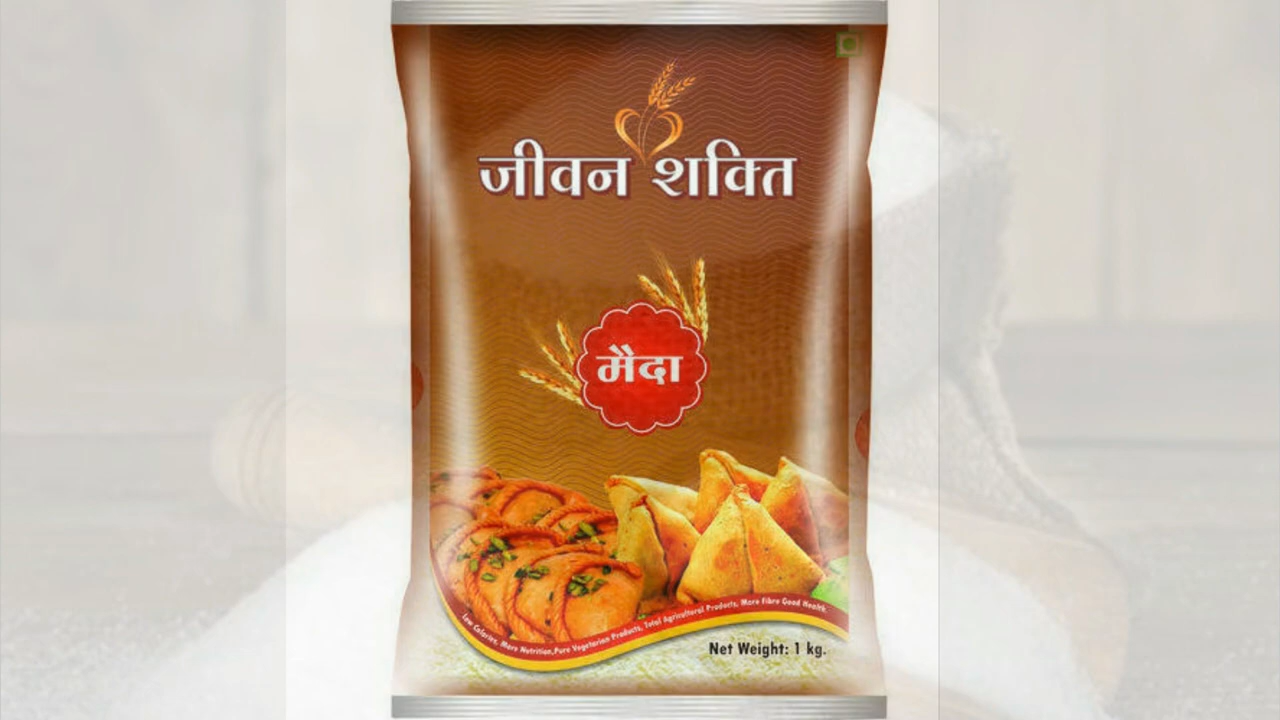 जीवन शक्ति
मैदा
Low Calories, More Nutrition,Pure Vegetarian Products, Total Agricultural Products, More Fibre Good Health
Net Weight: 1 kg.